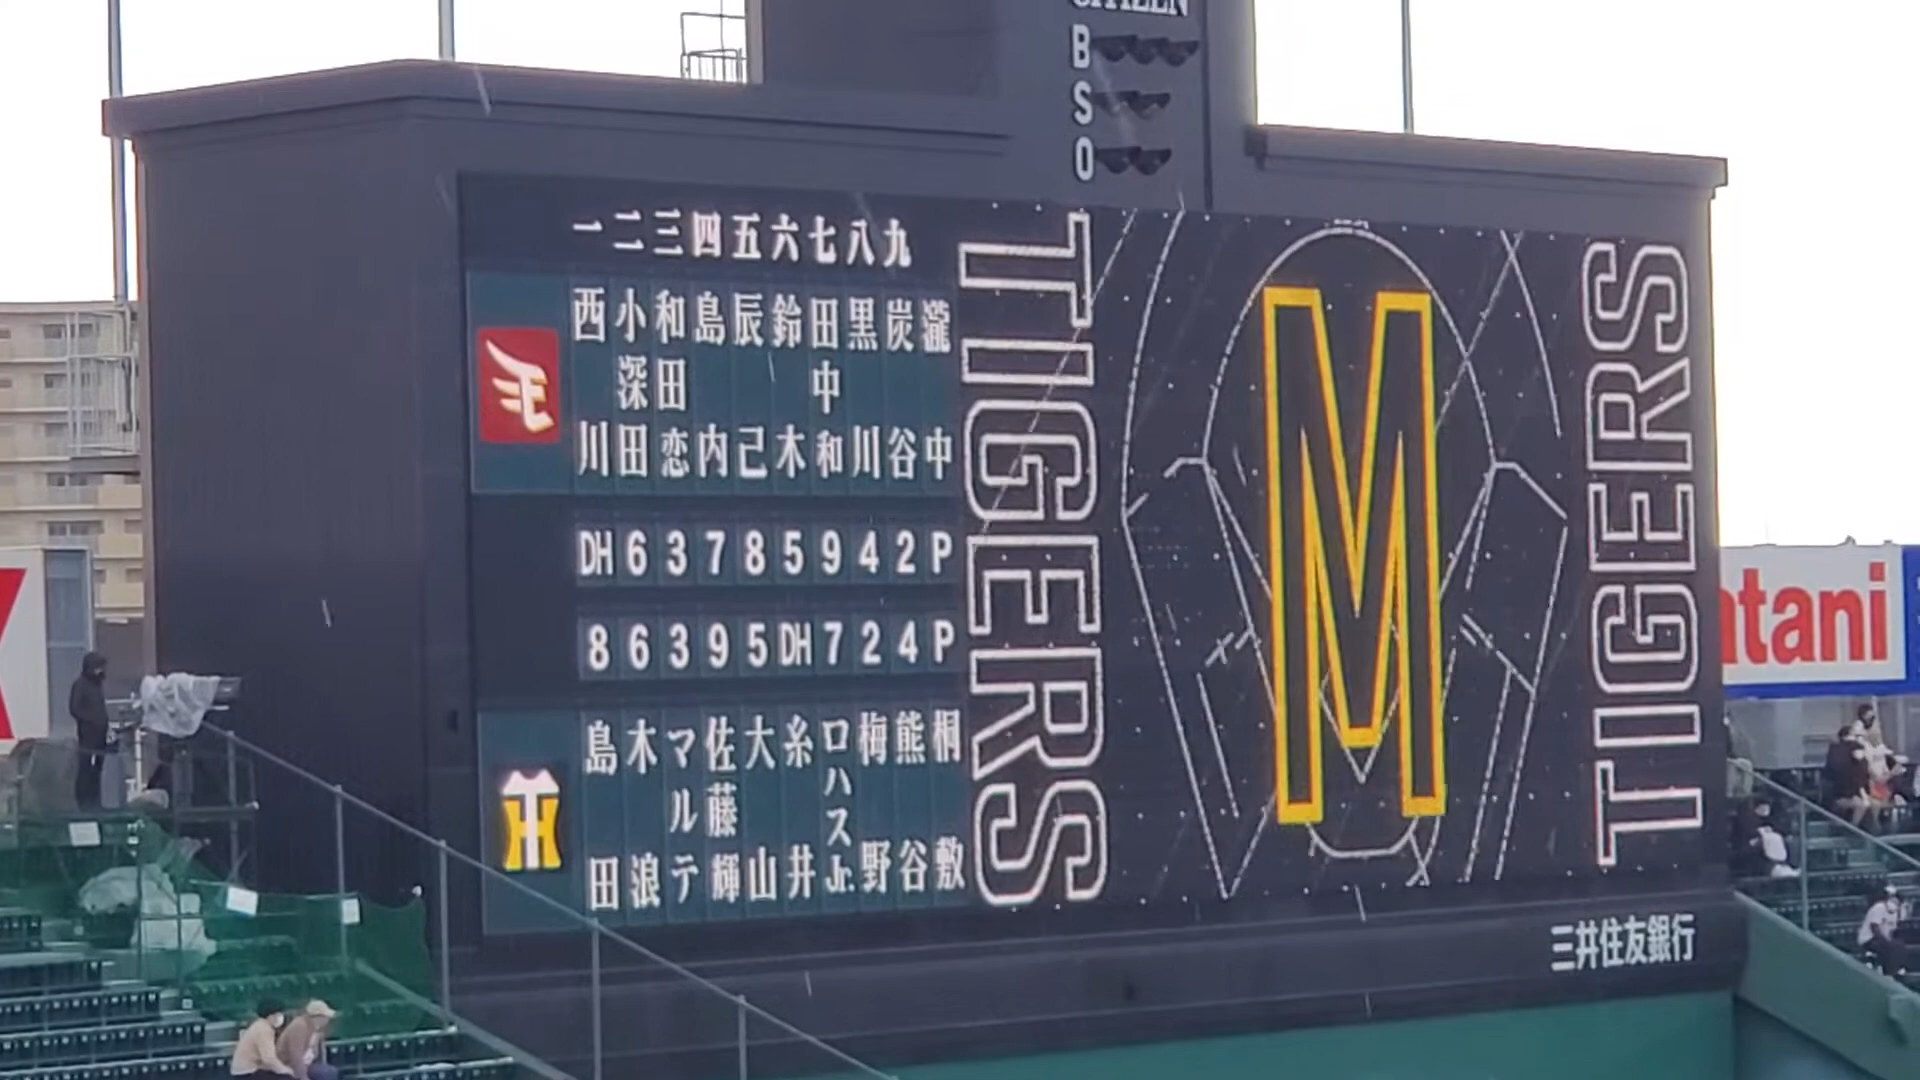 CITIZEN
B
S
O
一二三四五六七八九
西川
小深田
和田恋
島内
辰己
鈴木
田中和
黒川
炭谷
瀧中
DH 6 3 7 8 5 9 4 2 P
8 6 3 9 5 DH 7 2 4 P
島田
木浪
マルテ
佐藤輝
大山
糸井
ロハスJr.
梅野
熊谷
桐敷
TIGERS
M
TIGERS
三井住友銀行
atani